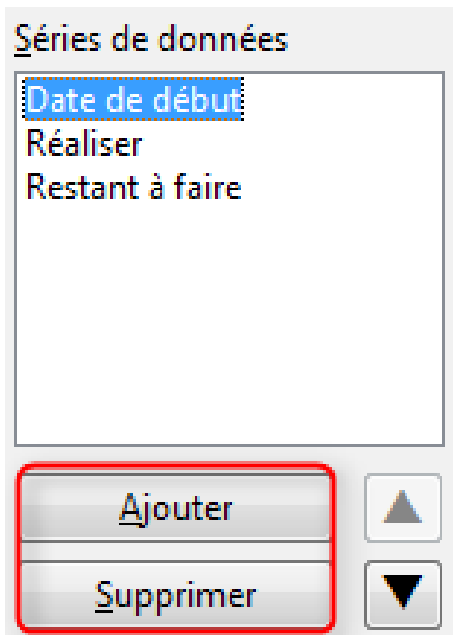 Séries de données
Date de début
Réaliser
Restant à faire
Ajouter
Supprimer